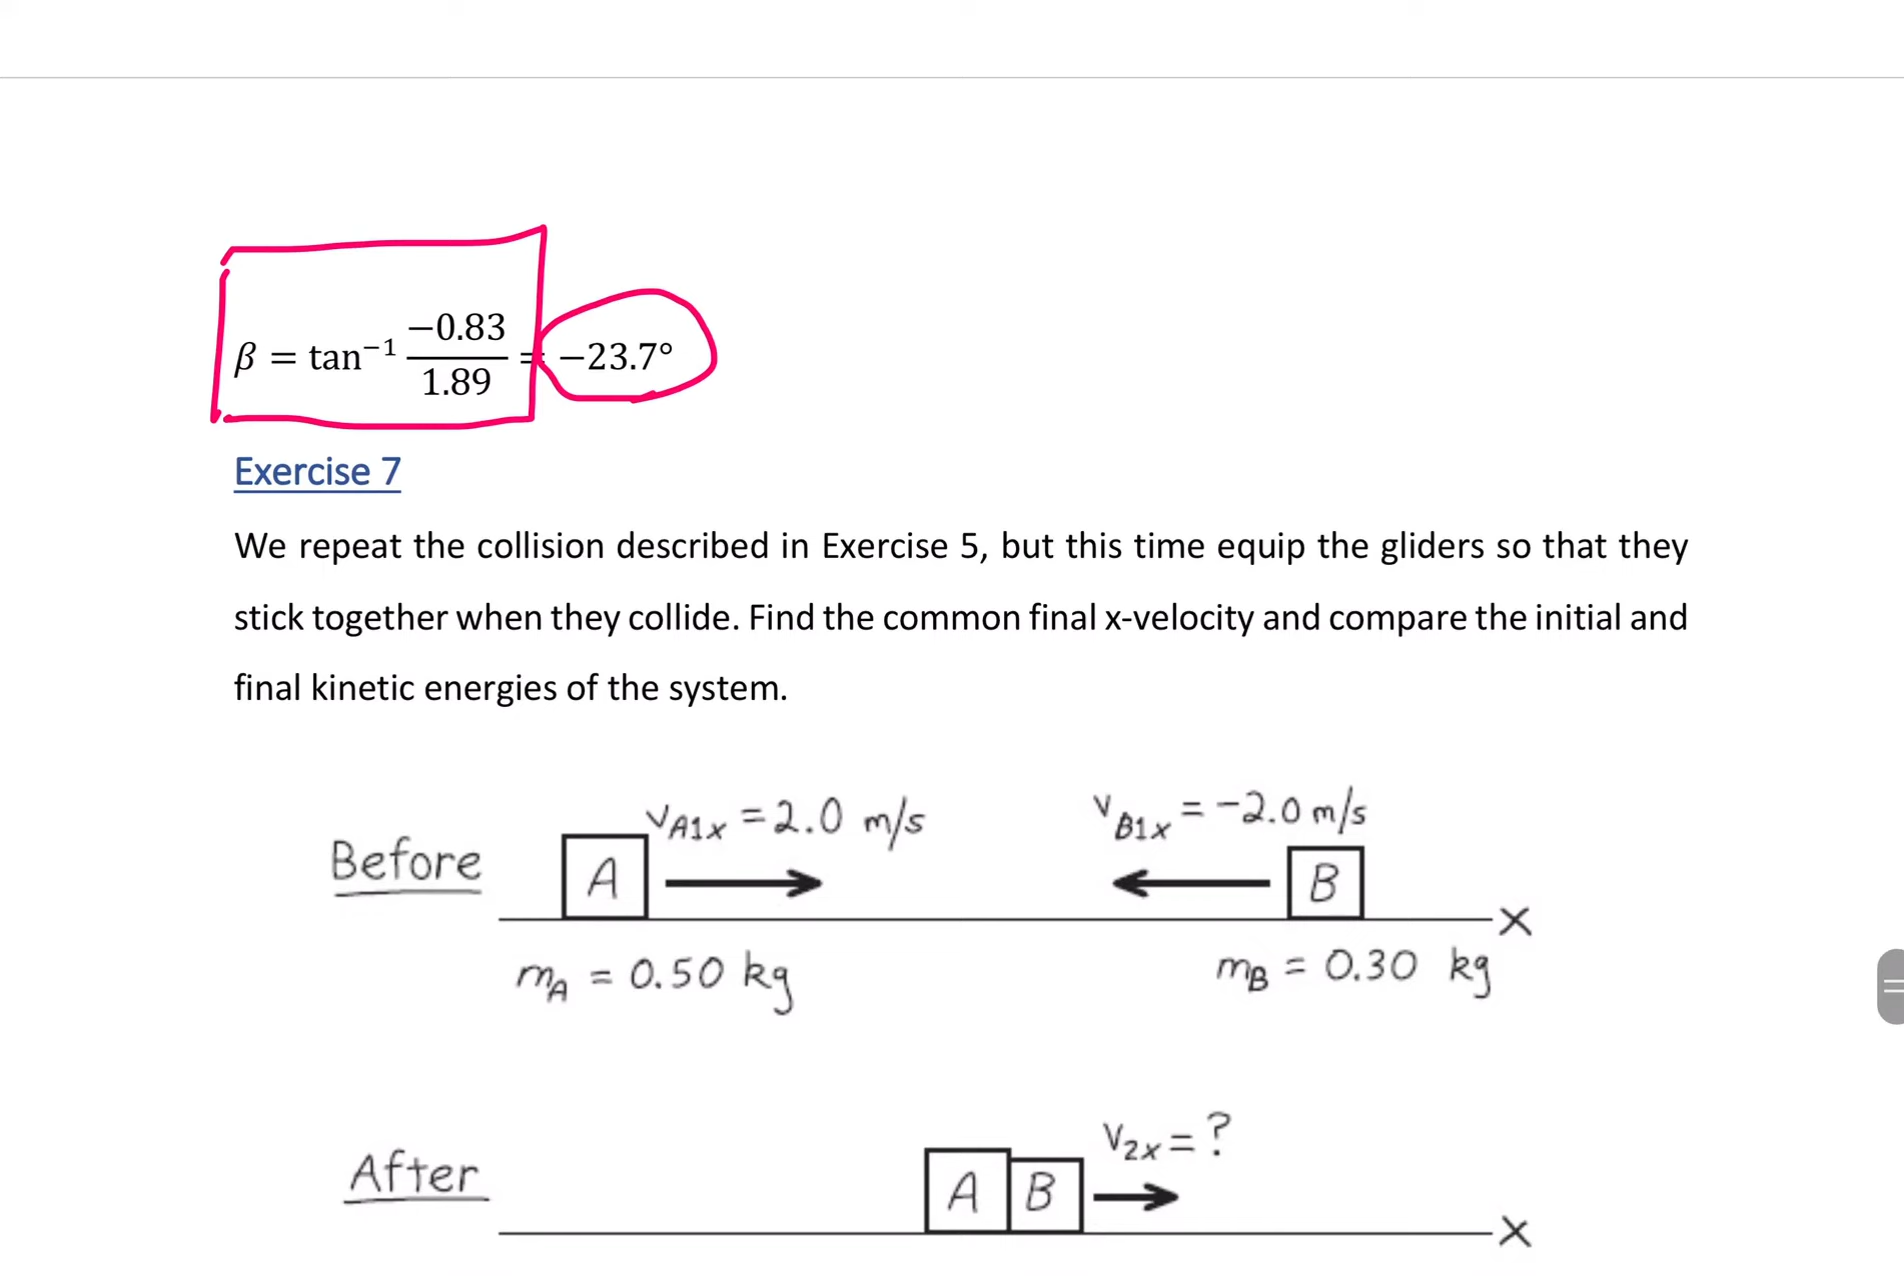 β = tan⁻¹ −0.83/1.89 = −23.7°
Exercise 7
We repeat the collision described in Exercise 5, but this time equip the gliders so that they
stick together when they collide. Find the common final x-velocity and compare the initial and
final kinetic energies of the system.
Before
A
vA1x = 2.0 m/s
vB1x = -2.0 m/s
B
x
mA = 0.50 kg
mB = 0.30 kg
After
A B
v2x = ?
x